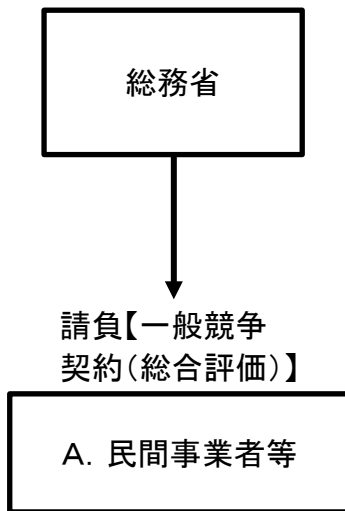 総務省
請負【一般競争
契約（総合評価）】
Ａ．民間事業者等